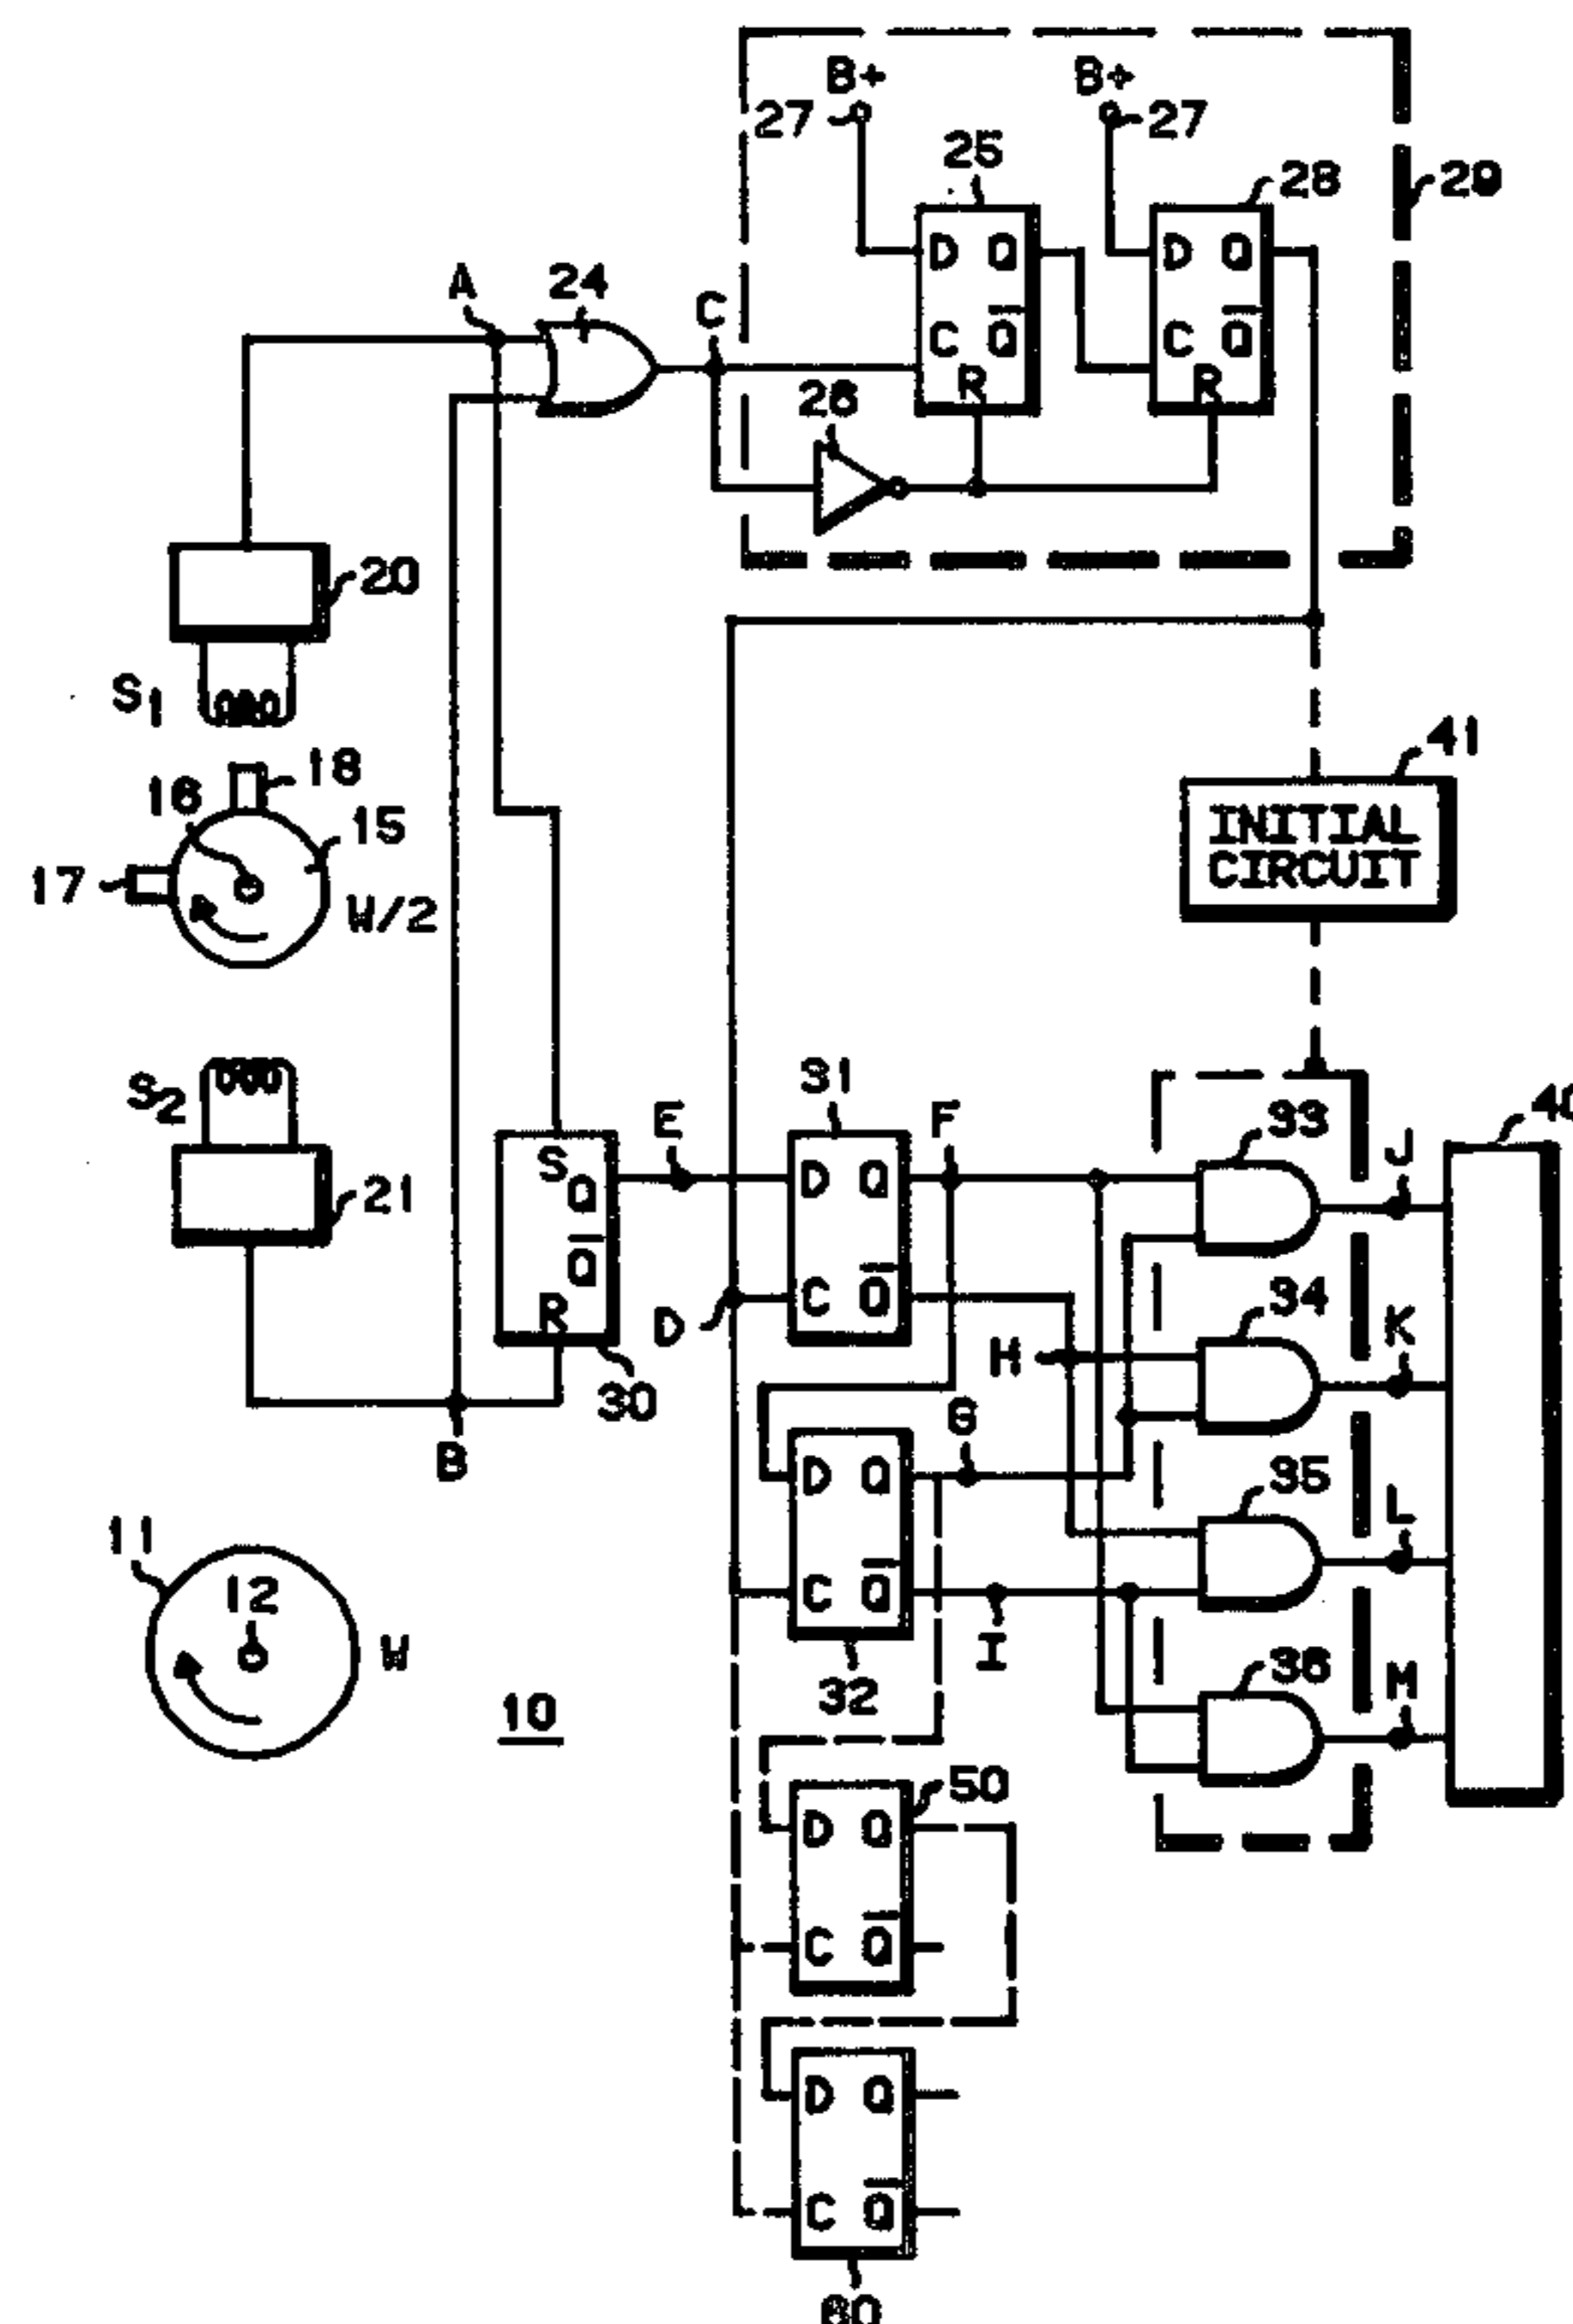 B+ B+
27 27
25 28 29
D Q D Q
A 24 C
C Q C Q
R R
26
20
S1
41
18
16 15
INITIAL
CIRCUIT
17
W/2
31
S2 E F 33 J 40
S D Q
21 Q
Q C Q 34
R D H K
30 G
B D Q 35 L
11
12 C Q
W I 36 M
32
10
50
D Q
C Q
D Q
C Q
60